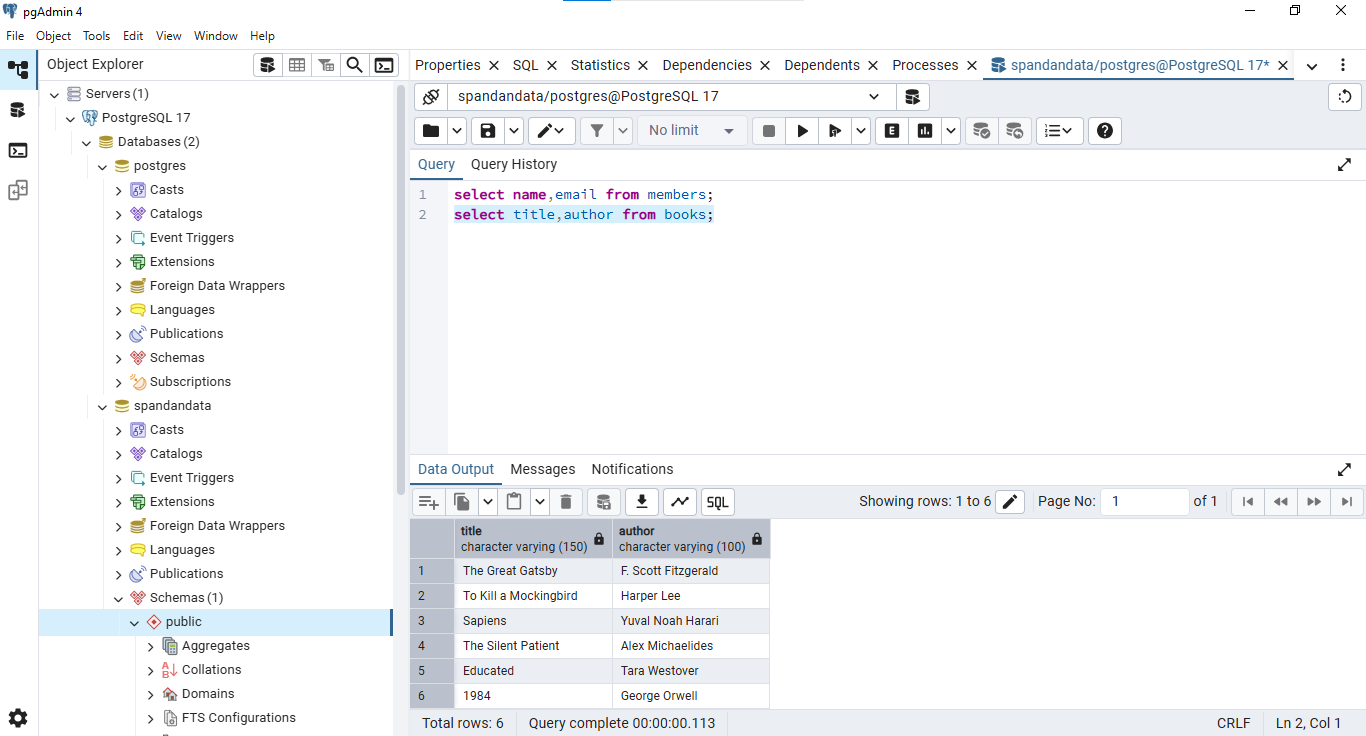 pgAdmin 4
File Object Tools Edit View Window Help
Object Explorer
Servers (1)
PostgreSQL 17
Databases (2)
postgres
Casts
Catalogs
Event Triggers
Extensions
Foreign Data Wrappers
Languages
Publications
Schemas
Subscriptions
spandandata
Casts
Catalogs
Event Triggers
Extensions
Foreign Data Wrappers
Languages
Publications
Schemas (1)
public
Aggregates
Collations
Domains
FTS Configurations
Properties SQL Statistics Dependencies Dependents Processes spandandata/postgres@PostgreSQL 17*
spandandata/postgres@PostgreSQL 17
No limit E
Query Query History
1 select name,email from members;
2 select title,author from books;
Data Output Messages Notifications
SQL Showing rows: 1 to 6 Page No: 1 of 1
title author
character varying (150) character varying (100)
1 The Great Gatsby F. Scott Fitzgerald
2 To Kill a Mockingbird Harper Lee
3 Sapiens Yuval Noah Harari
4 The Silent Patient Alex Michaelides
5 Educated Tara Westover
6 1984 George Orwell
Total rows: 6 Query complete 00:00:00.113 CRLF Ln 2, Col 1